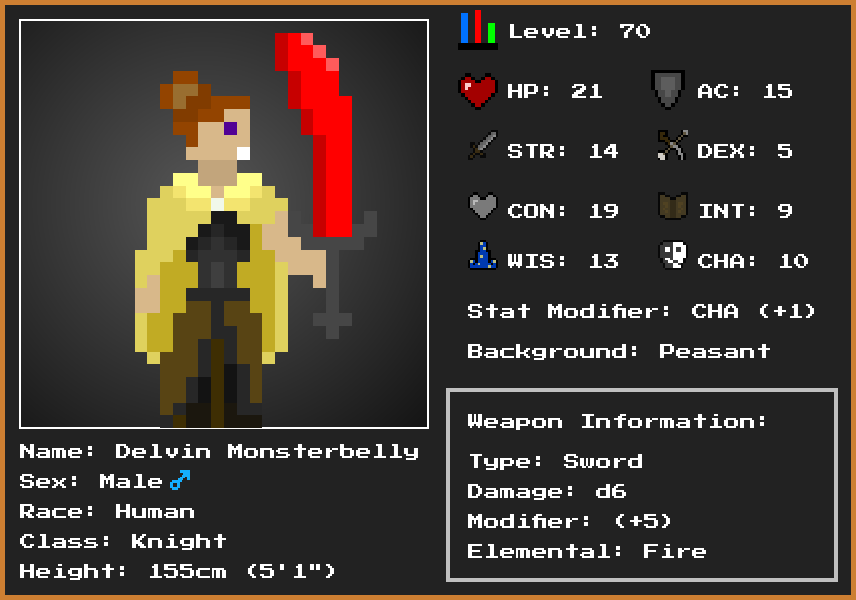 Level: 70
HP: 21 AC: 15
STR: 14 DEX: 5
CON: 19 INT: 9
WIS: 13 CHA: 10
Stat Modifier: CHA (+1)
Background: Peasant
Weapon Information:
Type: Sword
Damage: d6
Modifier: (+5)
Elemental: Fire
Name: Delvin Monsterbelly
Sex: Male ♂
Race: Human
Class: Knight
Height: 155cm (5'1")